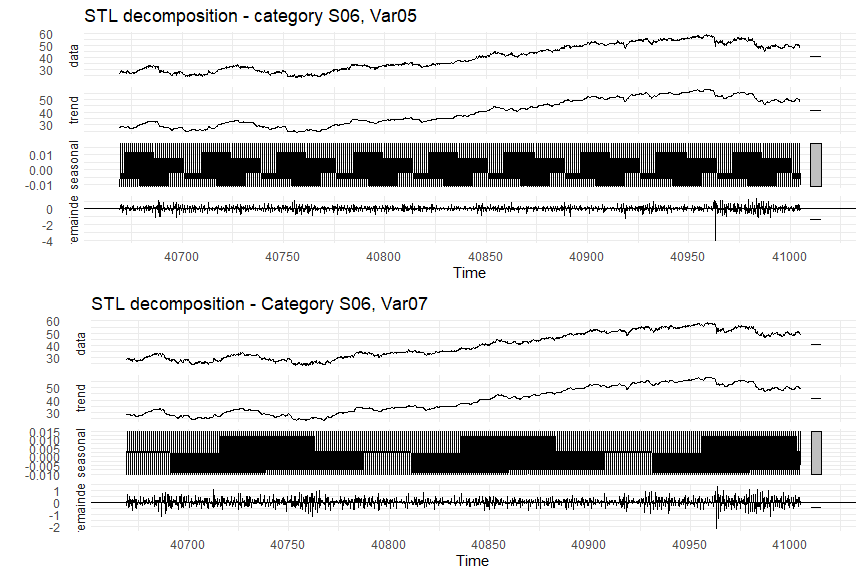 STL decomposition - category S06, Var05
60
50
40
30
data
50
40
30
trend
0.01
0.00
-0.01
seasonal
0
-2
-4
remainde
40700 40750 40800 40850 40900 40950 41000
Time
STL decomposition - Category S06, Var07
60
50
40
30
data
50
40
30
trend
0.015
0.010
0.005
0.000
-0.005
-0.010
seasonal
1
0
-1
-2
remainde
40700 40750 40800 40850 40900 40950 41000
Time